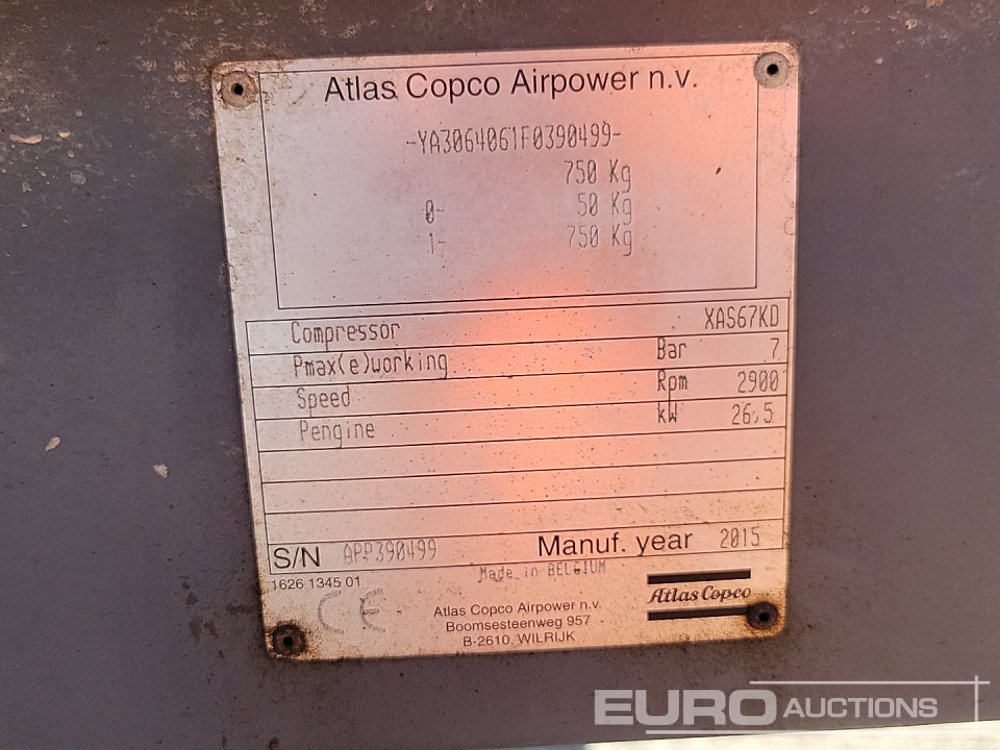 Atlas Copco Airpower n.v.
-YA3064061F0390499-
750 Kg
0- 50 Kg
1- 750 Kg
Compressor XAS67KD
Pmax(e)working Bar 7
Speed Rpm 2900
Pengine kW 26,5
S/N APP390499 Manuf. year 2015
1626 1345 01 Made in BELGIUM
CE
Atlas Copco
Atlas Copco Airpower n.v.
Boomsesteenweg 957
B-2610, WILRIJK
EURO AUCTIONS